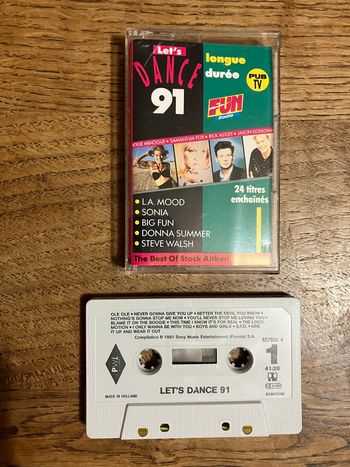 Let's
DANCE
91
longue
durée
PUB
TV
FUN
RADIO
KYLIE MINOGUE • SAMANTHA FOX • RICK ASTLEY • JASON DONOVAN
• L.A. MOOD
• SONIA
• BIG FUN
• DONNA SUMMER
• STEVE WALSH
24 titres
enchaînés
The Best Of Stock Aitken
OLE OLE • NEVER GONNA GIVE YOU UP • BETTER THE DEVIL YOU KNOW •
NOTHING'S GONNA STOP ME NOW • YOU'LL NEVER STOP ME LOVING YOU •
BLAME IT ON THE BOOGIE • THIS TIME I KNOW IT'S FOR REAL • THE LOCO-
MOTION • I ONLY WANNA BE WITH YOU • BOYS AND GIRLS • G.T.O. • USE
IT UP AND WEAR IT OUT
Compilation ℗ 1991 Sony Music Entertainment (France) S.A.
1
41:20
MADE IN HOLLAND
LET'S DANCE 91